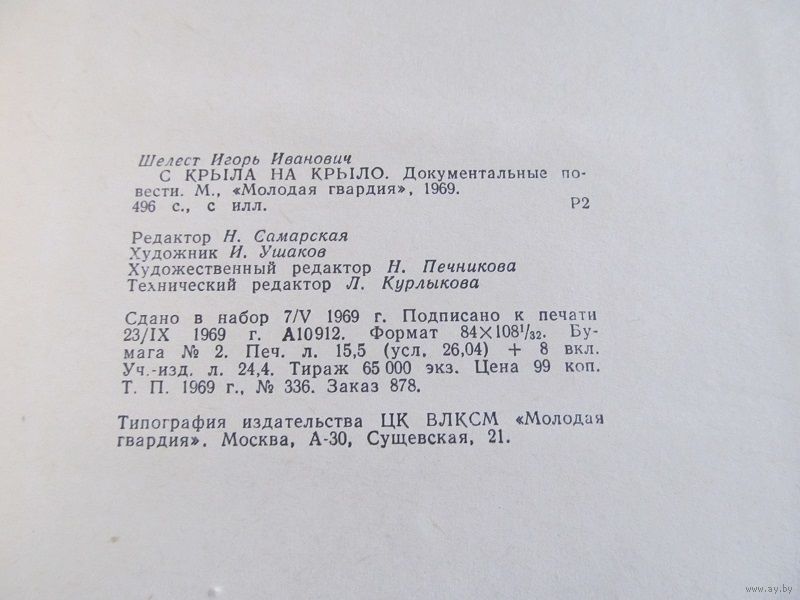 Шелест Игорь Иванович
С КРЫЛА НА КРЫЛО. Документальные по-
вести. М., «Молодая гвардия», 1969.
496 с., с илл. Р2
Редактор Н. Самарская
Художник И. Ушаков
Художественный редактор Н. Печникова
Технический редактор Л. Курлыкова
Сдано в набор 7/V 1969 г. Подписано к печати
23/IX 1969 г. А10912. Формат 84×108¹/₃₂. Бу-
мага № 2. Печ. л. 15,5 (усл. 26,04) + 8 вкл.
Уч.-изд. л. 24,4. Тираж 65 000 экз. Цена 99 коп.
Т. П. 1969 г., № 336. Заказ 878.
Типография издательства ЦК ВЛКСМ «Молодая
гвардия». Москва, А-30, Сущевская, 21.
www.ay.by